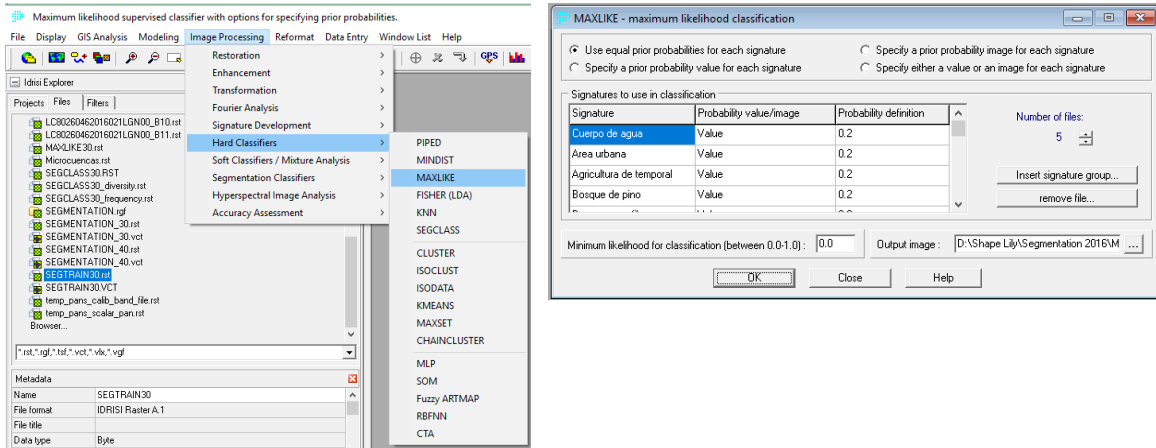 Maximum likelihood supervised classifier with options for specifying prior probabilities.
File Display GIS Analysis Modeling Image Processing Reformat Data Entry Window List Help
GPS
Idrisi Explorer
Projects Files Filters
LC80260462016021LGN00_B10.rst
LC80260462016021LGN00_B11.rst
MAXLIKE30.rst
Microcuencas.rst
SEGCLASS30.RST
SEGCLASS30_diversity.rst
SEGCLASS30_frequency.rst
SEGMENTATION.rgf
SEGMENTATION_30.rst
SEGMENTATION_30.vct
SEGMENTATION_40.rst
SEGMENTATION_40.vct
SEGTRAIN30.rst
SEGTRAIN30.VCT
temp_pans_calib_band_file.rst
temp_pans_scalar_pan.rst
Browser...
*.rst,*.rgf,*.tsf,*.vct,*.vlx,*.vgf
Metadata
Name SEGTRAIN30
File format IDRISI Raster A.1
File title
Data type Byte
Restoration
Enhancement
Transformation
Fourier Analysis
Signature Development
Hard Classifiers
Soft Classifiers / Mixture Analysis
Segmentation Classifiers
Hyperspectral Image Analysis
Accuracy Assessment
PIPED
MINDIST
MAXLIKE
FISHER (LDA)
KNN
SEGCLASS
CLUSTER
ISOCLUST
ISODATA
KMEANS
MAXSET
CHAINCLUSTER
MLP
SOM
Fuzzy ARTMAP
RBFNN
CTA
MAXLIKE - maximum likelihood classification
Use equal prior probabilities for each signature
Specify a prior probability image for each signature
Specify a prior probability value for each signature
Specify either a value or an image for each signature
Signatures to use in classification
Signature Probability value/image Probability definition
Cuerpo de agua Value 0.2
Area urbana Value 0.2
Agricultura de temporal Value 0.2
Bosque de pino Value 0.2
Number of files:
5
Insert signature group...
remove file...
Minimum likelihood for classification (between 0.0-1.0) : 0.0
Output image : D:\Shape Lily\Segmentation 2016\M ...
OK Close Help